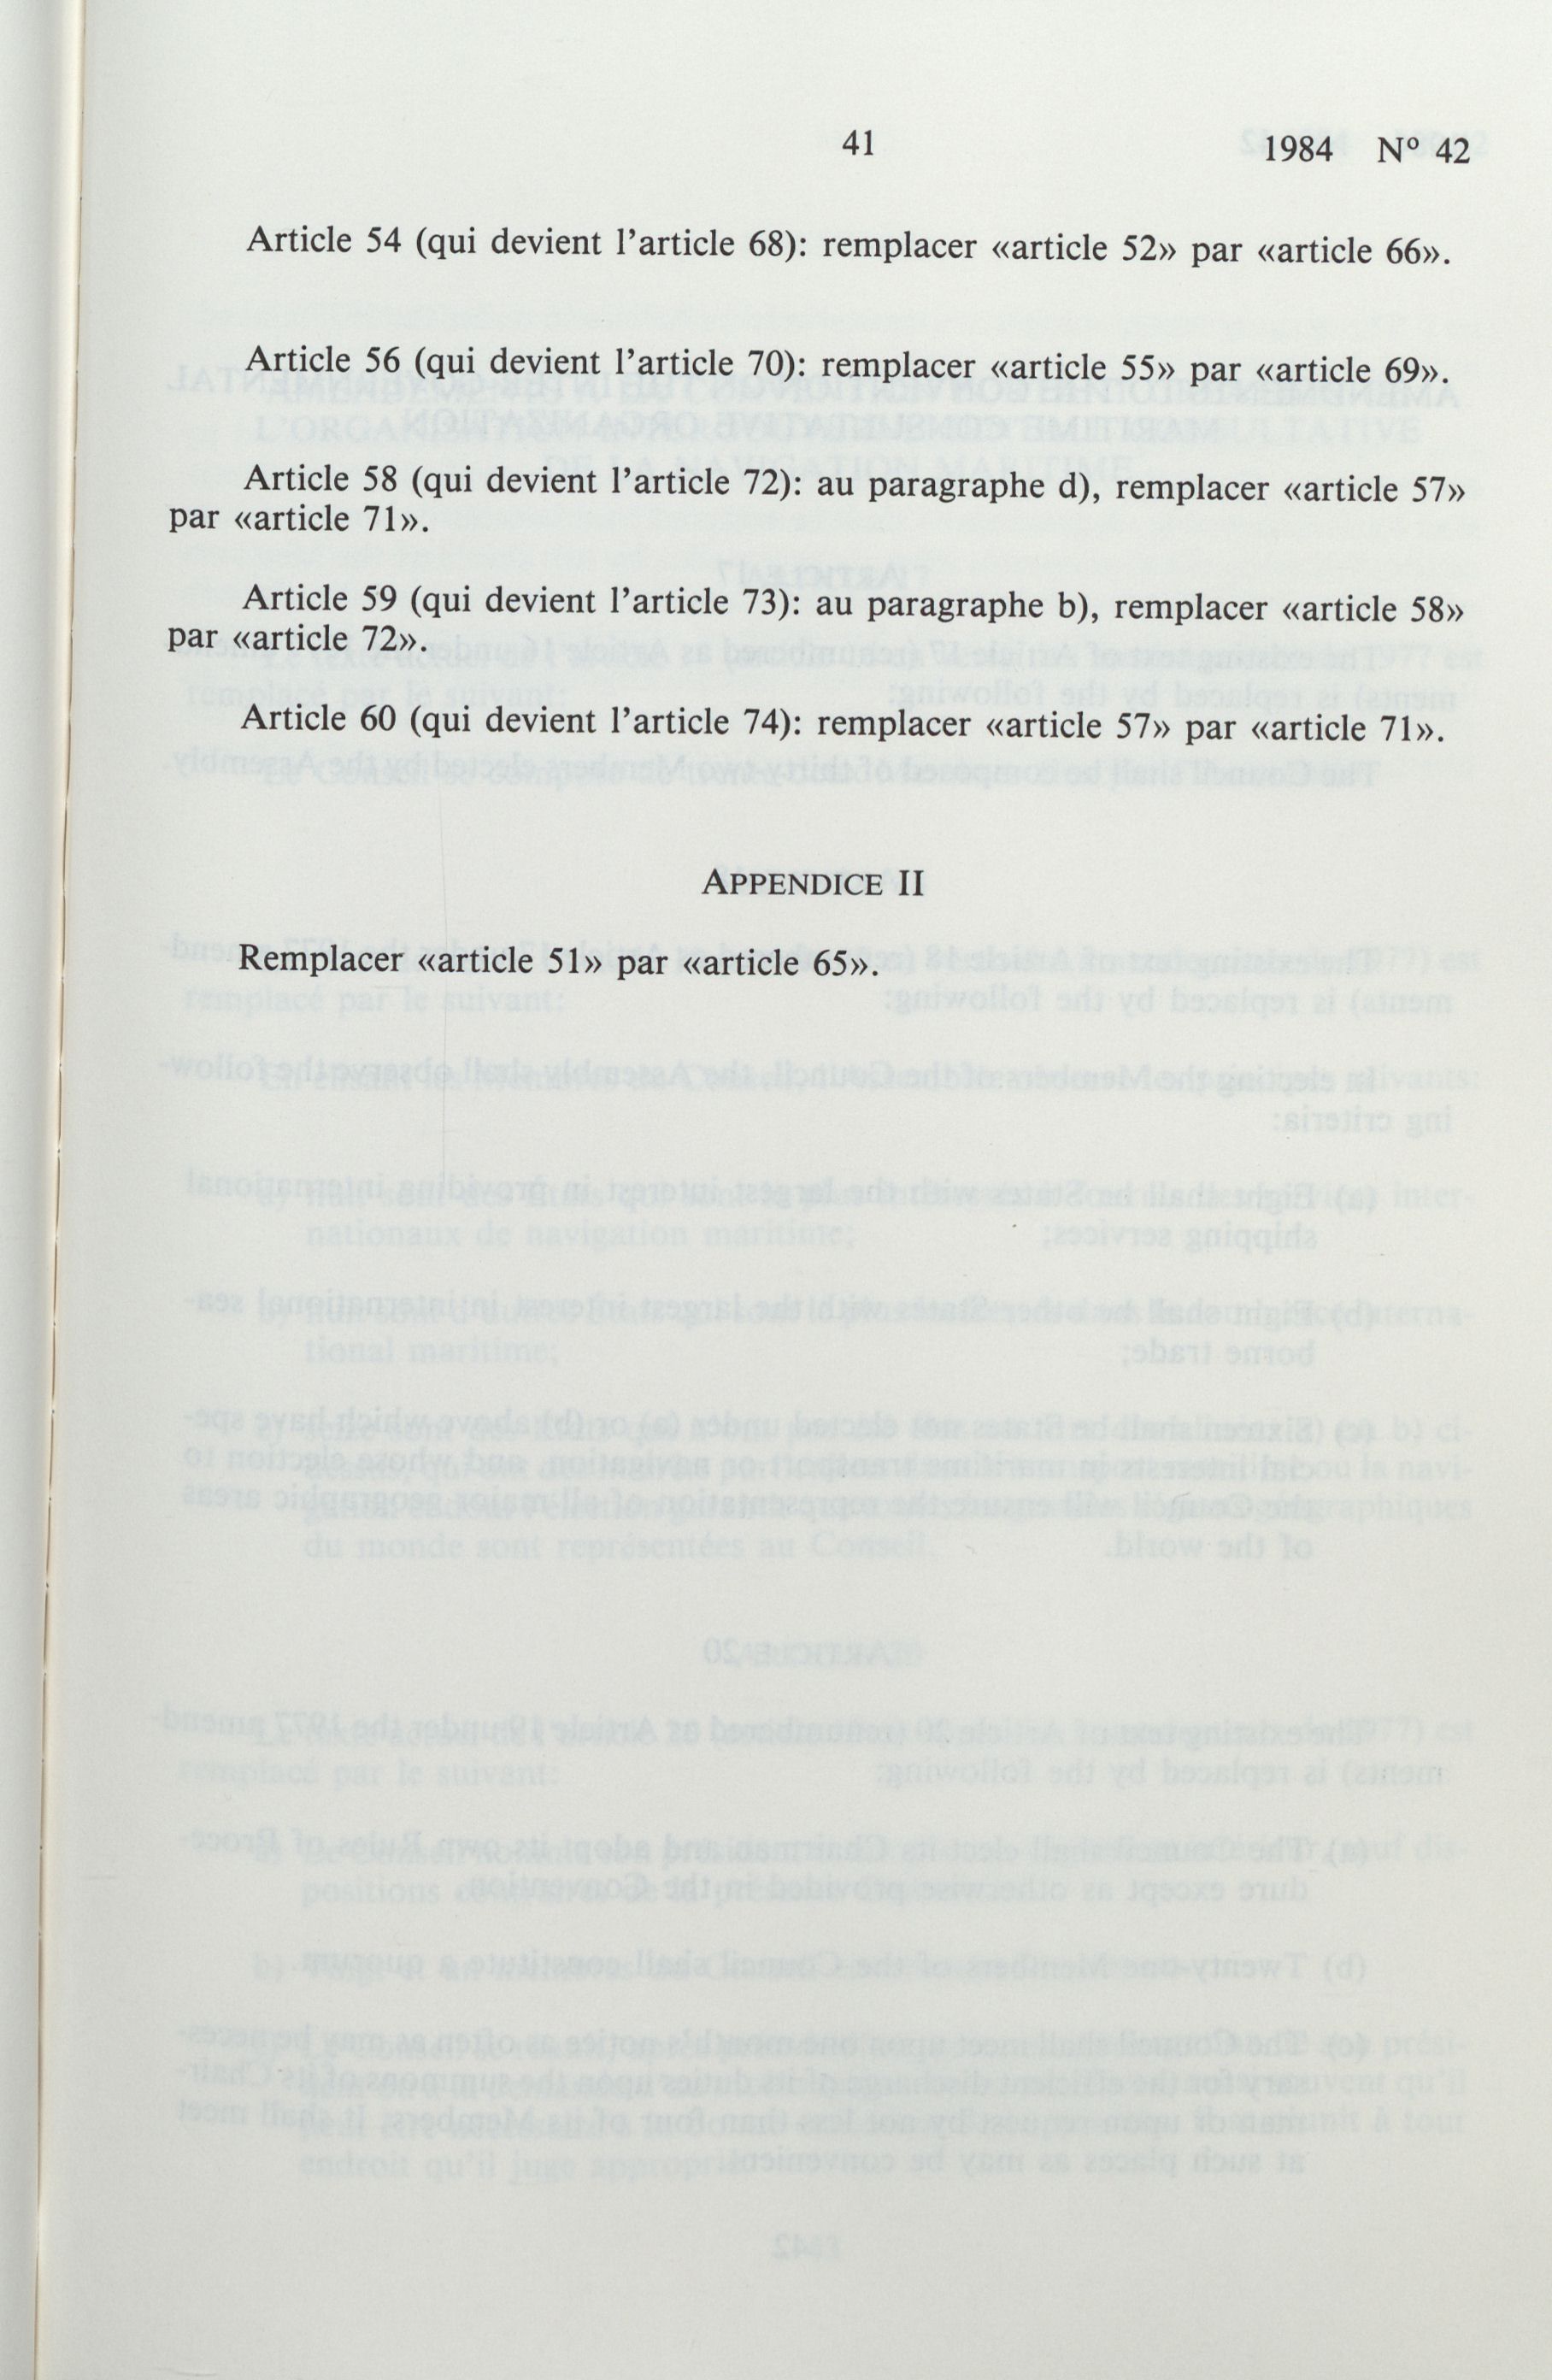 41
1984 Nº 42
Article 54 (qui devient l'article 68): remplacer «article 52» par «article 66».
Article 56 (qui devient l'article 70): remplacer «article 55» par «article 69».
Article 58 (qui devient l'article 72): au paragraphe d), remplacer «article 57»
par «article 71».
Article 59 (qui devient l'article 73): au paragraphe b), remplacer «article 58»
par «article 72».
Article 60 (qui devient l'article 74): remplacer «article 57» par «article 71».
APPENDICE II
Remplacer «article 51» par «article 65».